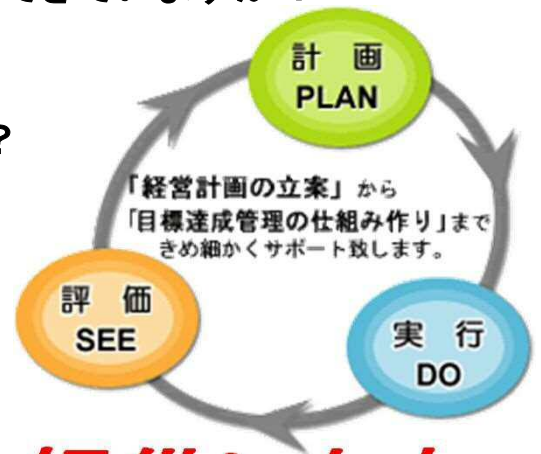 ?
計 画
PLAN
「経営計画の立案」から
「目標達成管理の仕組み作り」まで
きめ細かくサポート致します。
評 価
SEE
実 行
DO